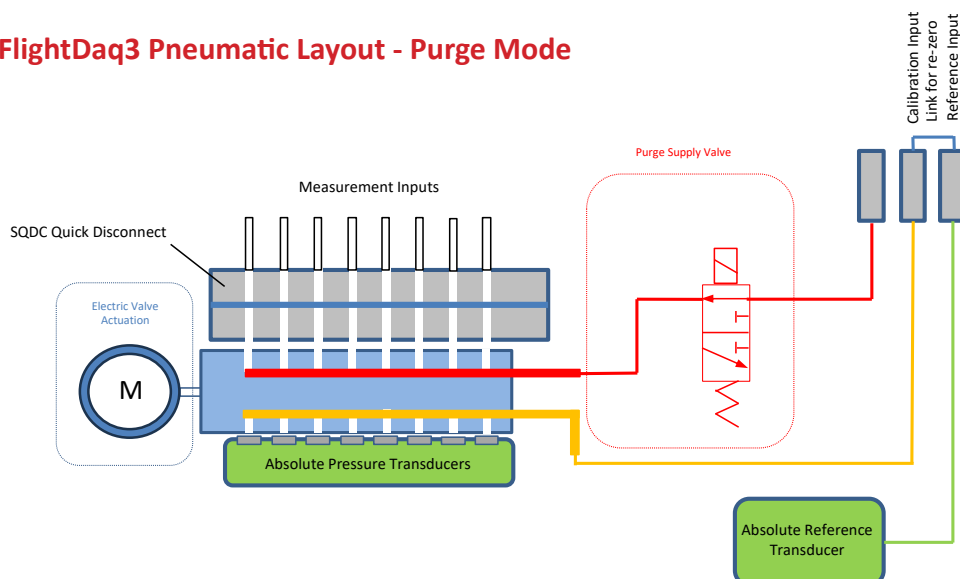 FlightDaq3 Pneumatic Layout - Purge Mode
Calibration Input
Link for re-zero
Reference Input
Purge Supply Valve
Measurement Inputs
SQDC Quick Disconnect
Electric Valve
Actuation
M
Absolute Pressure Transducers
Absolute Reference
Transducer